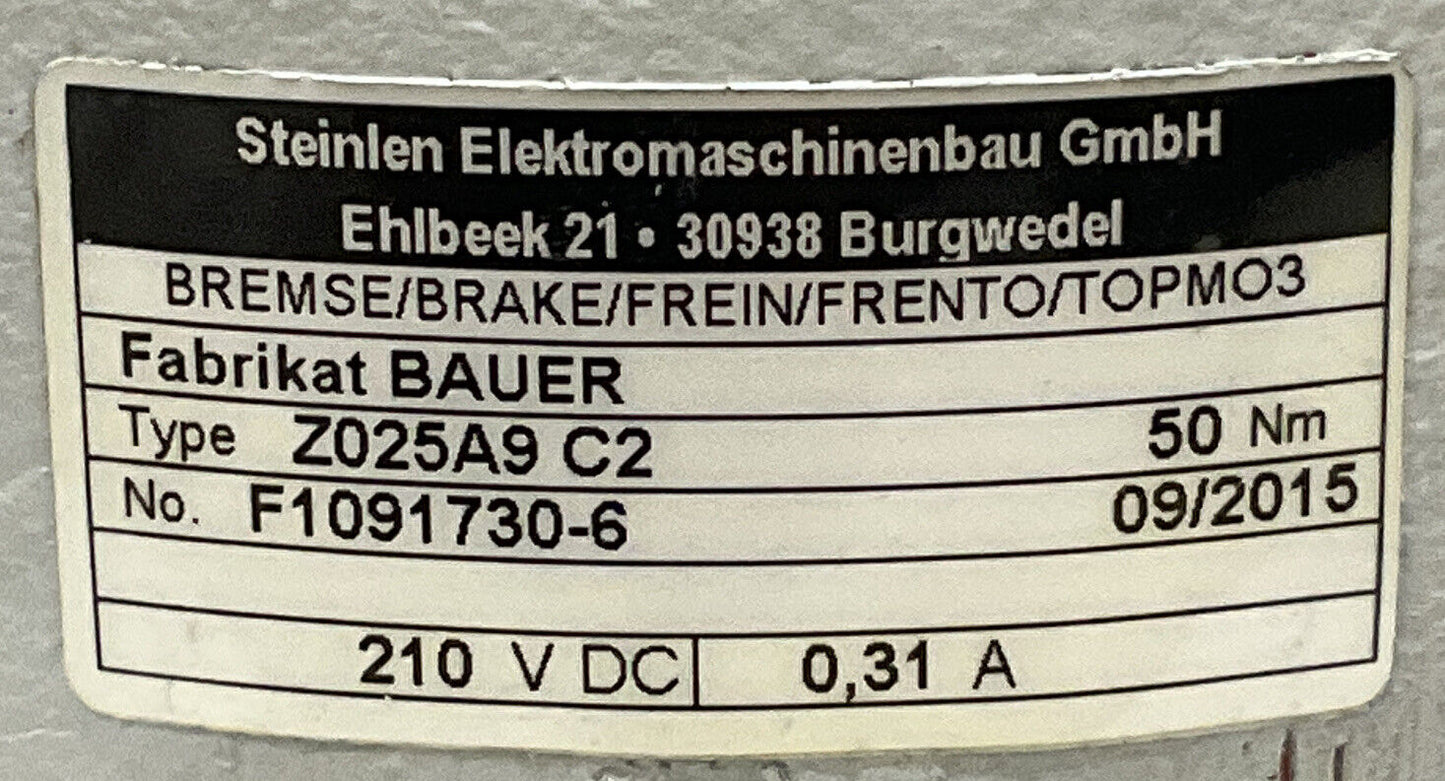 Steinlen Elektromaschinenbau GmbH
Ehlbeek 21 • 30938 Burgwedel
BREMSE/BRAKE/FREIN/FRENTO/TOPMO3
Fabrikat BAUER
Type Z025A9 C2 50 Nm
No. F1091730-6 09/2015
210 V DC 0,31 A